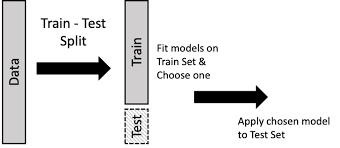 Data
Train - Test
Split
Train
Test
Fit models on
Train Set &
Choose one
Apply chosen model
to Test Set